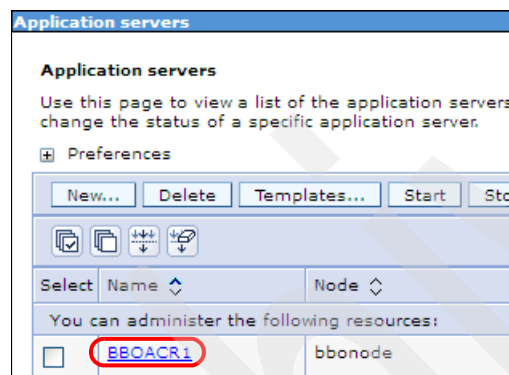 Application servers
Application servers
Use this page to view a list of the application servers
change the status of a specific application server.
Preferences
New... Delete Templates... Start Sto
Select Name Node
You can administer the following resources:
BBOACR1 bbonode